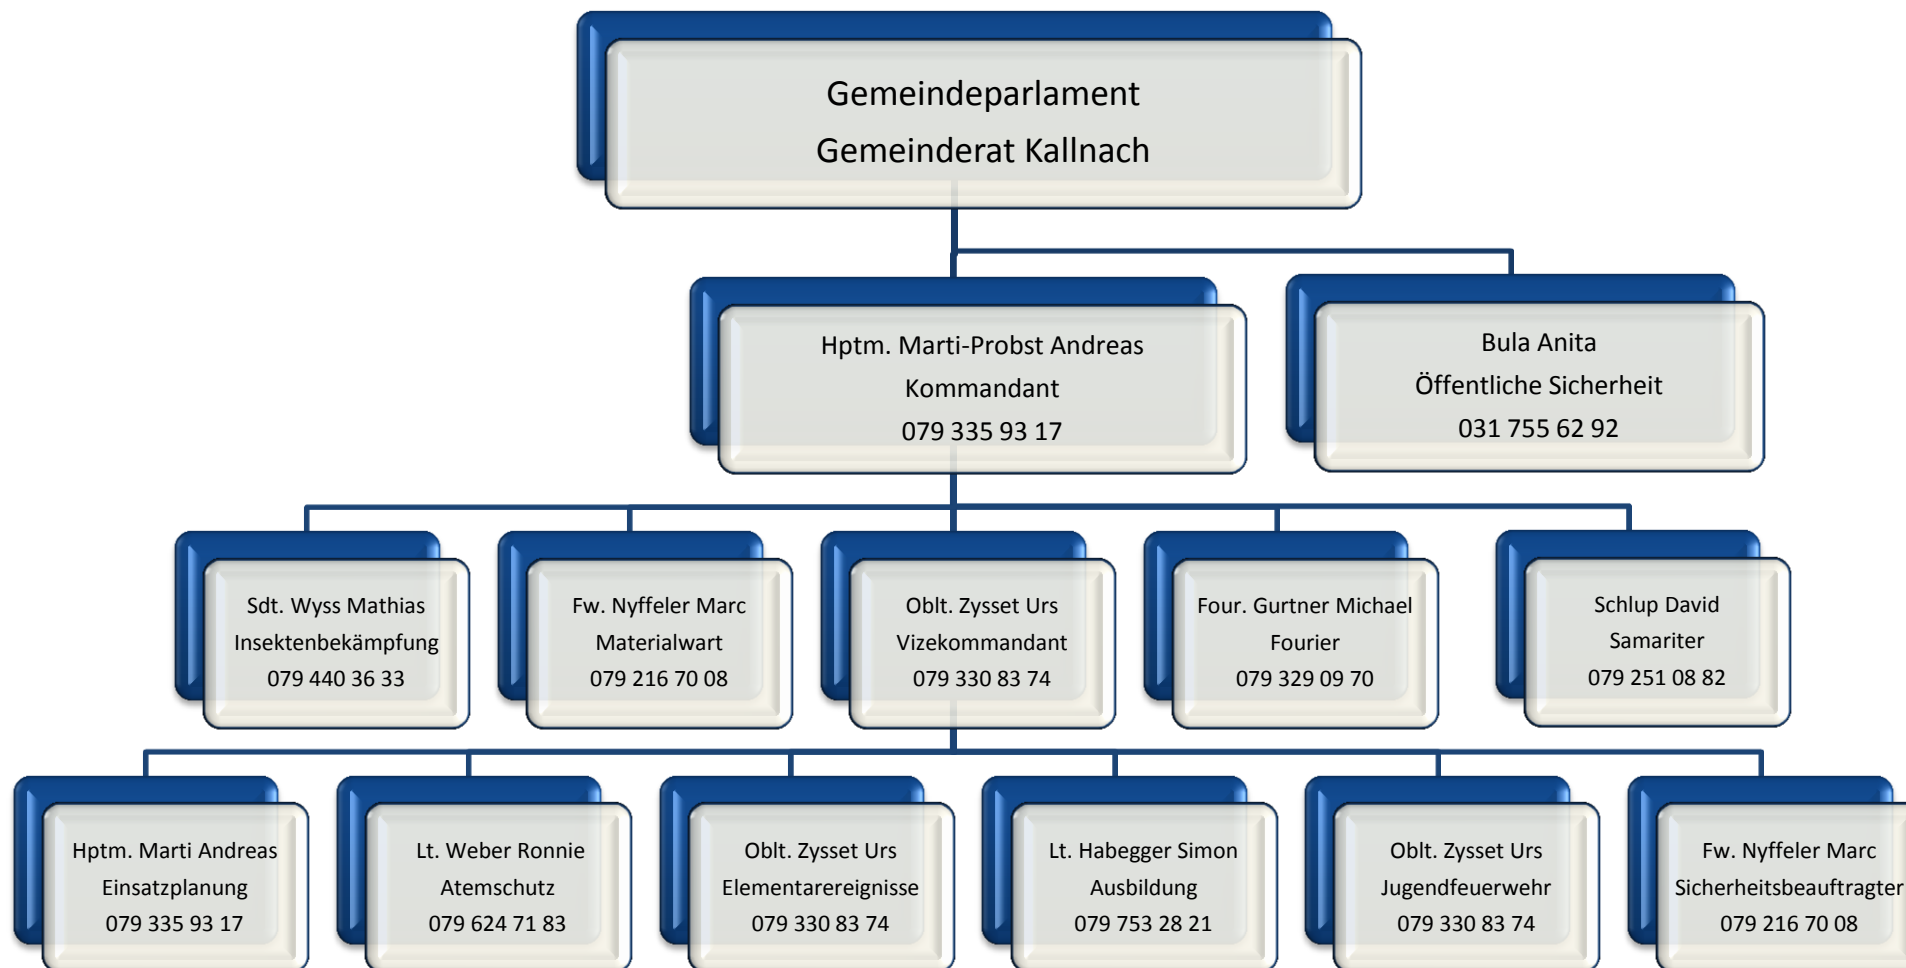 Gemeindeparlament
Gemeinderat Kallnach
Hptm. Marti-Probst Andreas
Kommandant
079 335 93 17
Bula Anita
Öffentliche Sicherheit
031 755 62 92
Sdt. Wyss Mathias
Insektenbekämpfung
079 440 36 33
Fw. Nyffeler Marc
Materialwart
079 216 70 08
Oblt. Zysset Urs
Vizekommandant
079 330 83 74
Four. Gurtner Michael
Fourier
079 329 09 70
Schlup David
Samariter
079 251 08 82
Hptm. Marti Andreas
Einsatzplanung
079 335 93 17
Lt. Weber Ronnie
Atemschutz
079 624 71 83
Oblt. Zysset Urs
Elementarereignisse
079 330 83 74
Lt. Habegger Simon
Ausbildung
079 753 28 21
Oblt. Zysset Urs
Jugendfeuerwehr
079 330 83 74
Fw. Nyffeler Marc
Sicherheitsbeauftragter
079 216 70 08